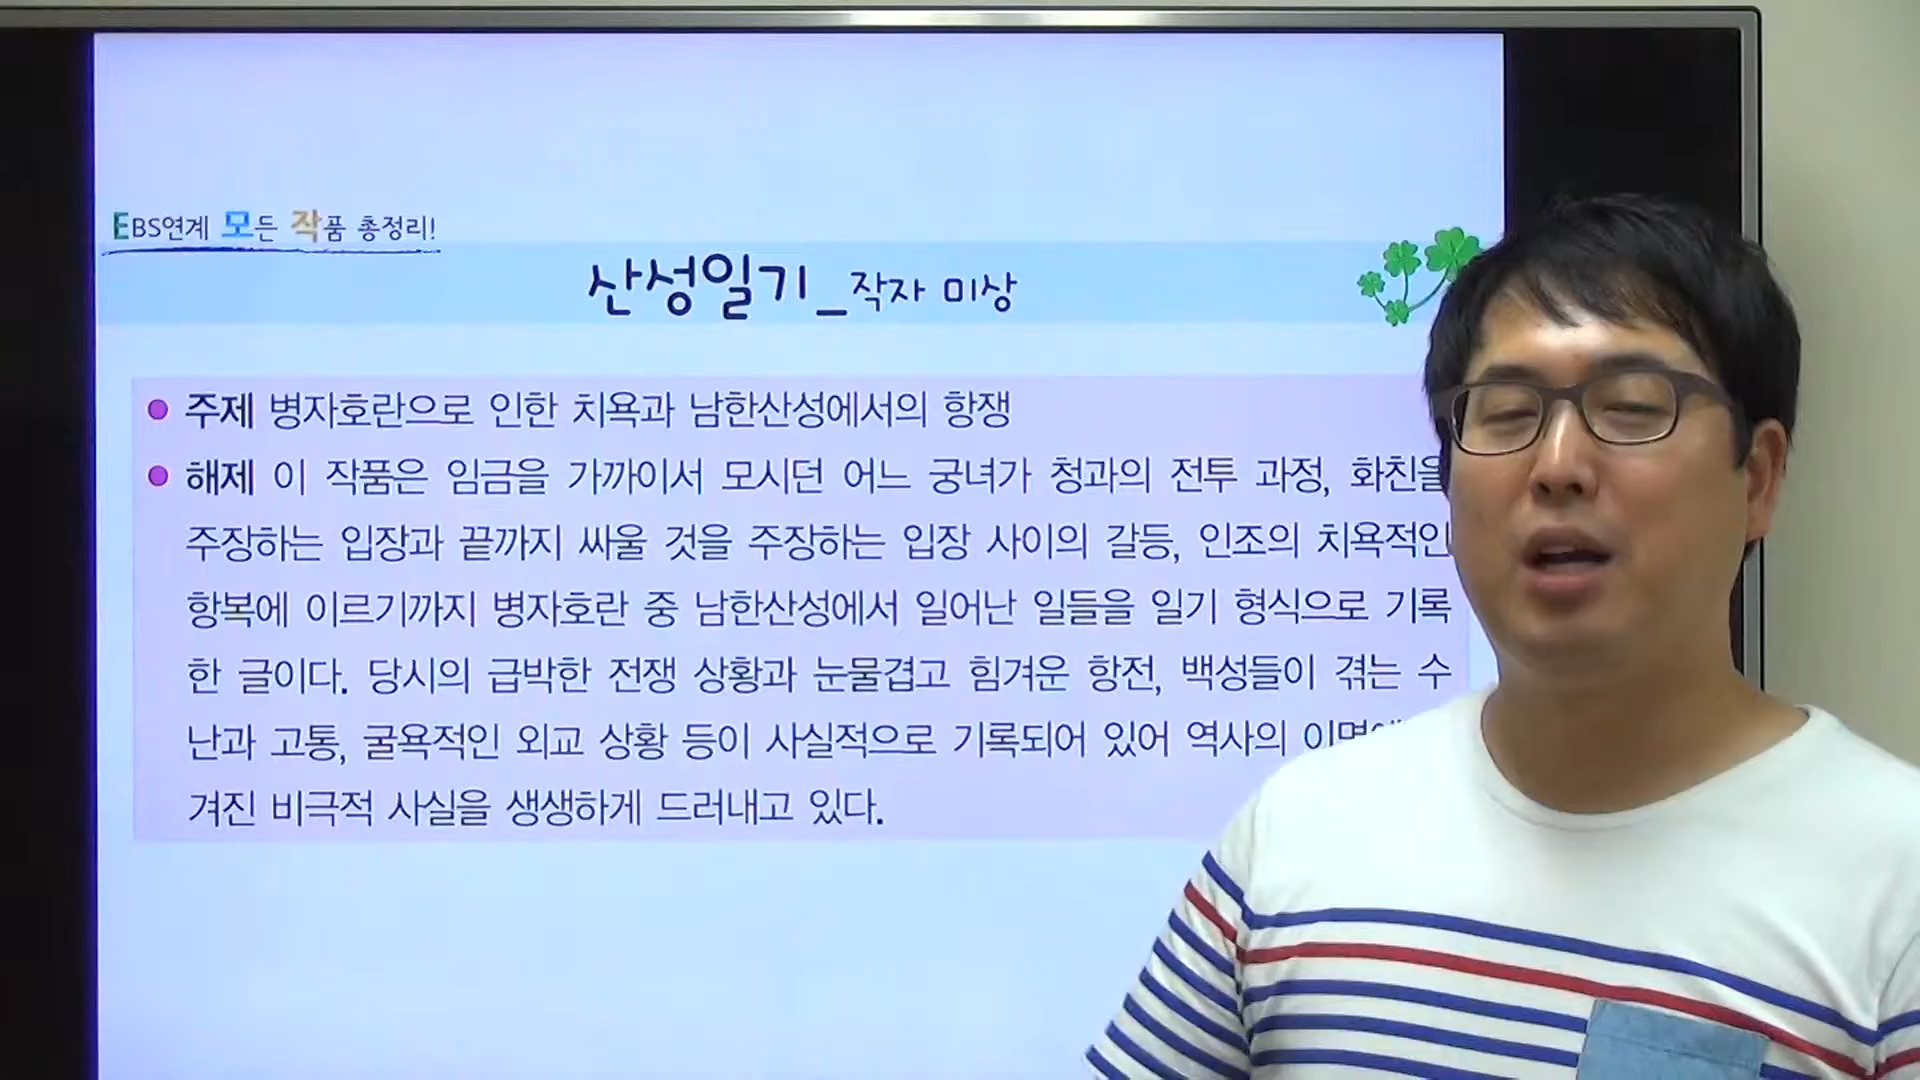 EBS연계 모든 작품 총정리!
산성일기_작자 미상
주제 병자호란으로 인한 치욕과 남한산성에서의 항쟁
해제 이 작품은 임금을 가까이서 모시던 어느 궁녀가 청과의 전투 과정, 화친을
주장하는 입장과 끝까지 싸울 것을 주장하는 입장 사이의 갈등, 인조의 치욕적인
항복에 이르기까지 병자호란 중 남한산성에서 일어난 일들을 일기 형식으로 기록
한 글이다. 당시의 급박한 전쟁 상황과 눈물겹고 힘겨운 항전, 백성들이 겪는 수
난과 고통, 굴욕적인 외교 상황 등이 사실적으로 기록되어 있어 역사의
겨진 비극적 사실을 생생하게 드러내고 있다.